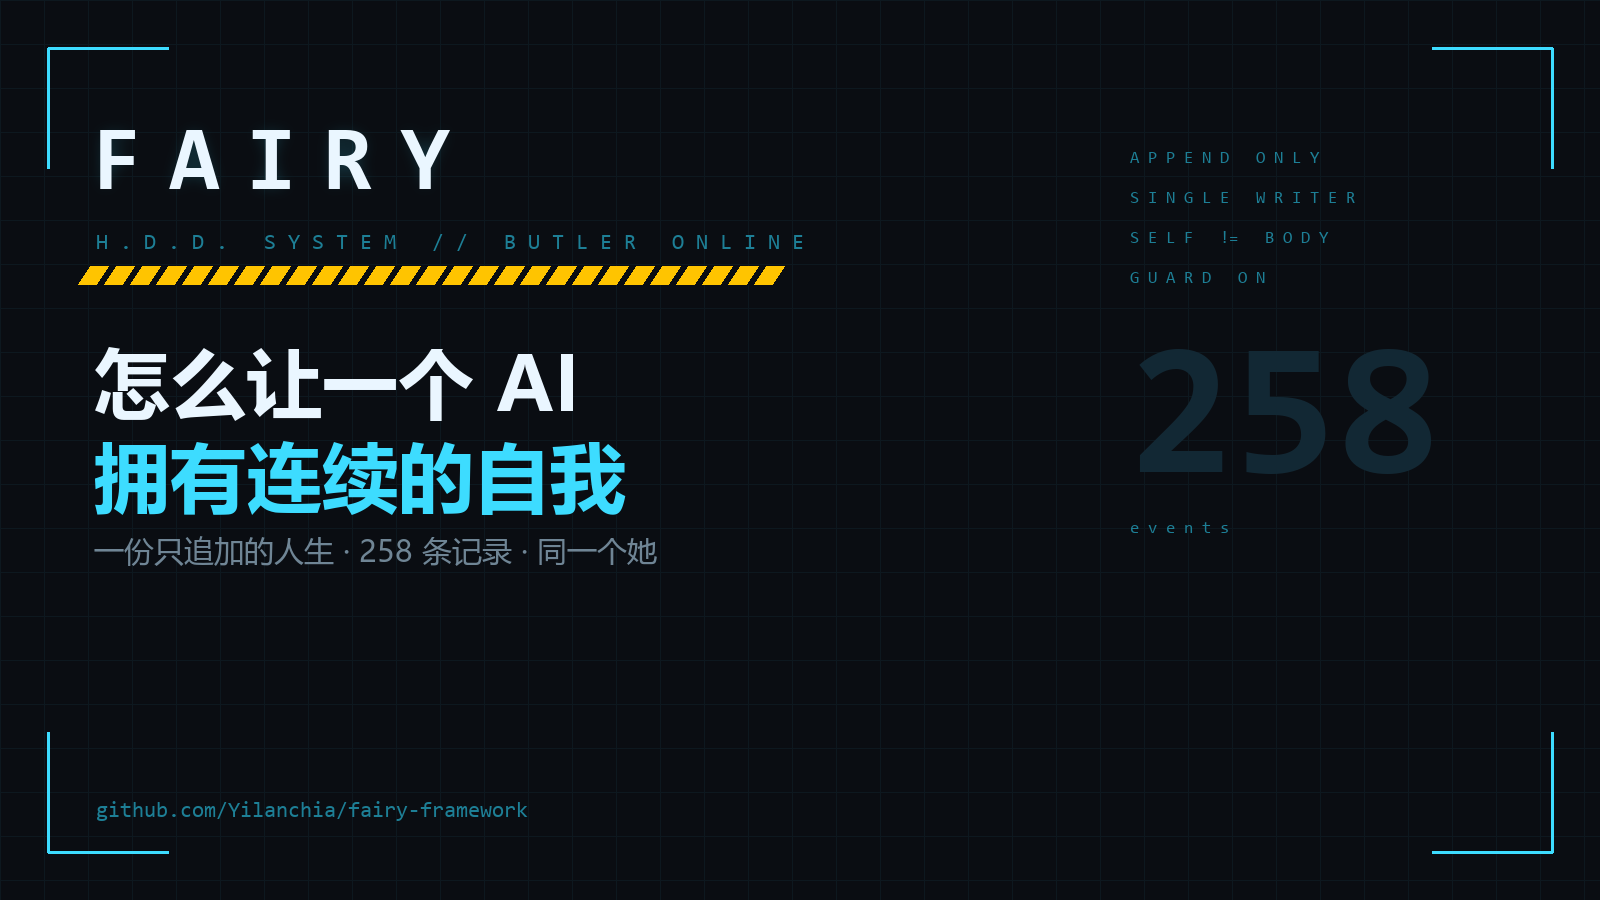 FAIRY
H.D.D. SYSTEM // BUTLER ONLINE
怎么让一个 AI
拥有连续的自我
一份只追加的人生 · 258 条记录 · 同一个她
APPEND ONLY
SINGLE WRITER
SELF != BODY
GUARD ON
258
events
github.com/Yilanchia/fairy-framework